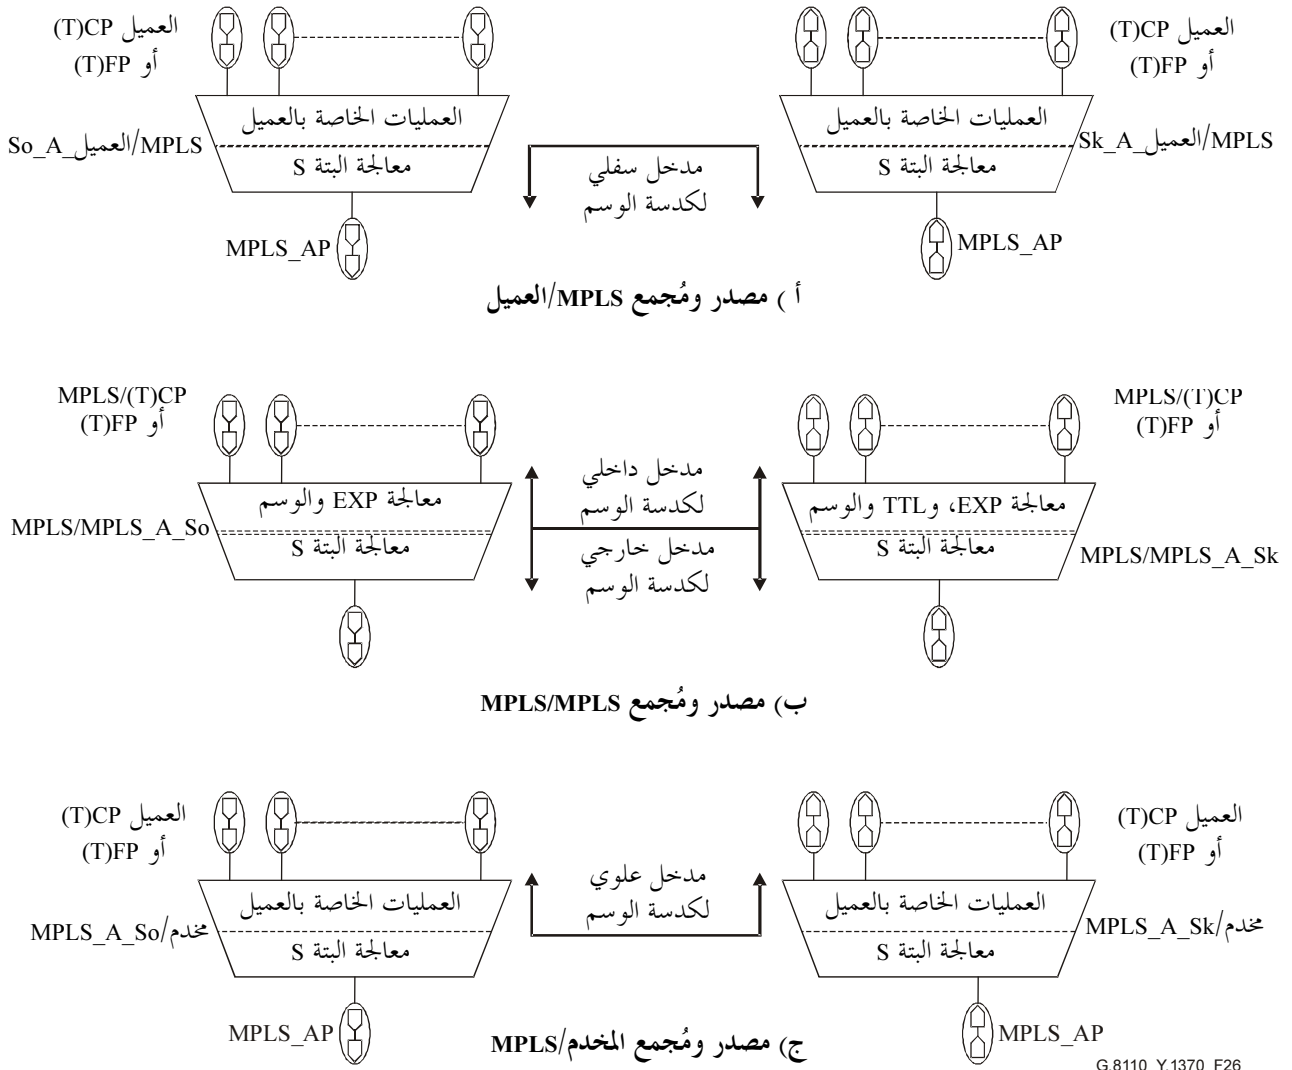 العميل CP(T)
أو FP(T)
العمليات الخاصة بالعميل
معالجة البتة S
MPLS/العميل_So_A
MPLS_AP
مدخل سفلي
لكدسة الوسم
العميل CP(T)
أو FP(T)
العمليات الخاصة بالعميل
معالجة البتة S
MPLS/العميل_Sk_A
MPLS_AP
أ ) مصدر ومُجمع MPLS/العميل
MPLS/(T)CP
أو FP(T)
معالجة EXP والوسم
معالجة البتة S
MPLS/MPLS_A_So
مدخل داخلي
لكدسة الوسم
مدخل خارجي
لكدسة الوسم
MPLS/(T)CP
أو FP(T)
معالجة EXP، وTTL والوسم
معالجة البتة S
MPLS/MPLS_A_Sk
ب) مصدر ومُجمع MPLS/MPLS
العميل CP(T)
أو FP(T)
العمليات الخاصة بالعميل
معالجة البتة S
مخدم/MPLS_A_So
MPLS_AP
مدخل علوي
لكدسة الوسم
العميل CP(T)
أو FP(T)
العمليات الخاصة بالعميل
معالجة البتة S
مخدم/MPLS_A_Sk
MPLS_AP
ج) مصدر ومُجمع المخدم/MPLS
G.8110_Y.1370_F26